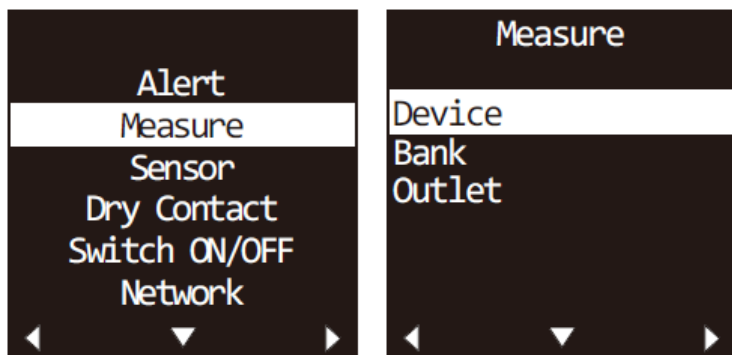 Alert
Measure
Sensor
Dry Contact
Switch ON/OFF
Network
Measure
Device
Bank
Outlet